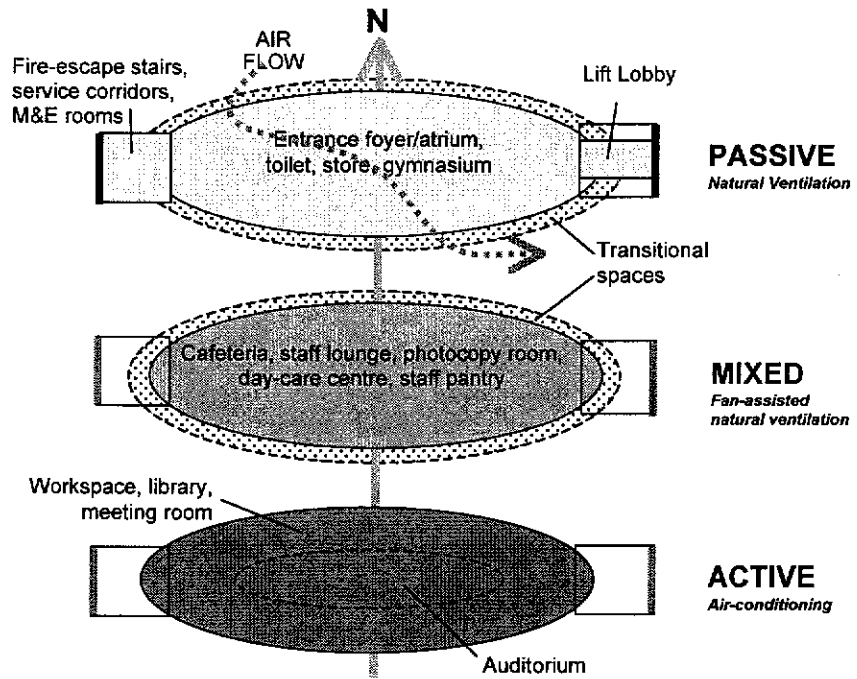 N
AIR
FLOW
Fire-escape stairs,
service corridors,
M&E rooms
Lift Lobby
Entrance foyer/atrium,
toilet, store, gymnasium
PASSIVE
Natural Ventilation
Transitional
spaces
Cafeteria, staff lounge, photocopy room,
day-care centre, staff pantry
MIXED
Fan-assisted
natural ventilation
Workspace, library,
meeting room
ACTIVE
Air-conditioning
Auditorium